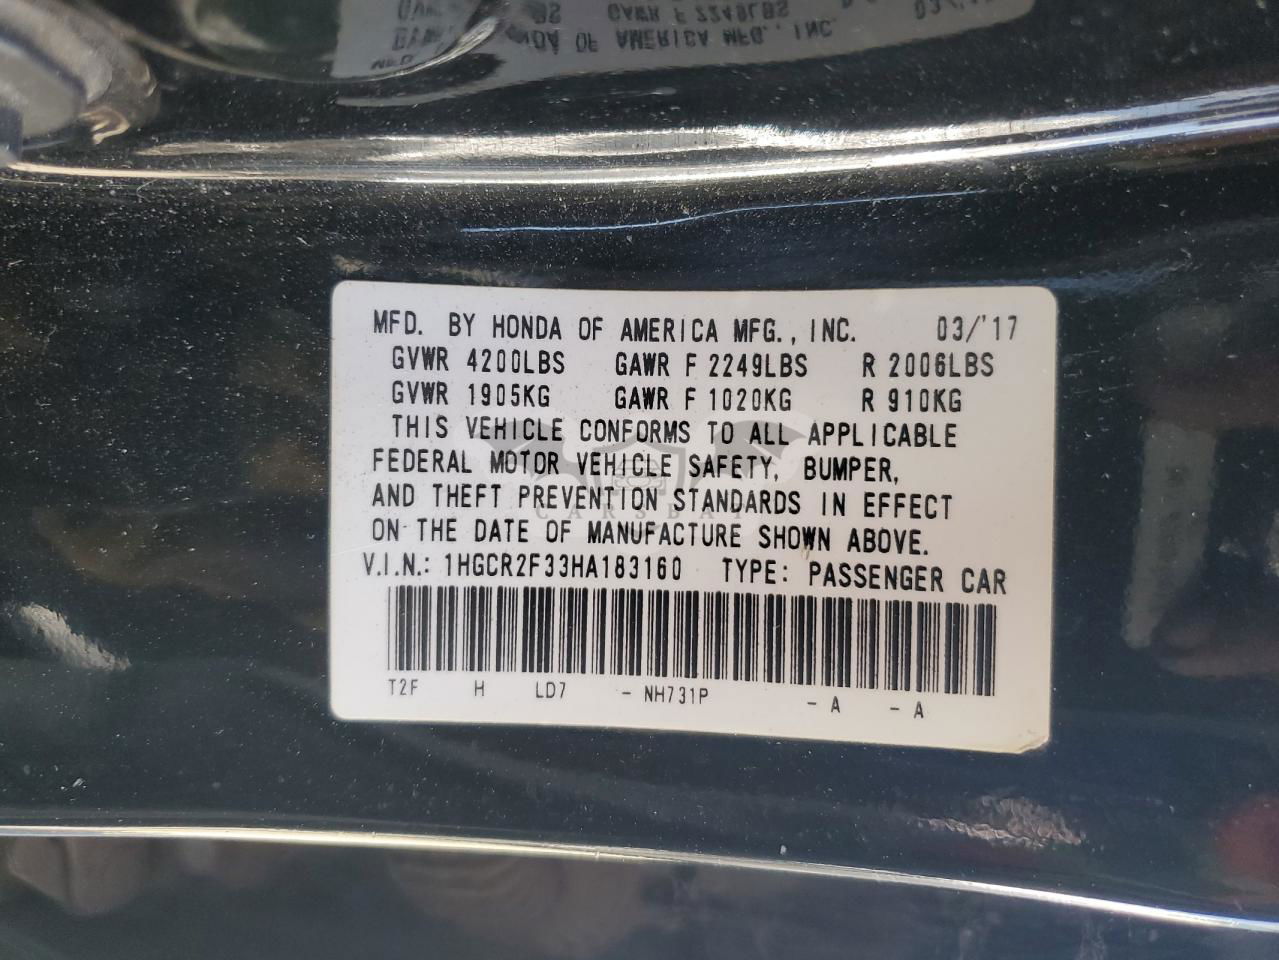 MFD. BY HONDA OF AMERICA MFG., INC. 03/'17
GVWR 4200LBS GAWR F 2249LBS R 2006LBS
GVWR 1905KG GAWR F 1020KG R 910KG
THIS VEHICLE CONFORMS TO ALL APPLICABLE
FEDERAL MOTOR VEHICLE SAFETY, BUMPER,
AND THEFT PREVENTION STANDARDS IN EFFECT
CARSBAT
ON THE DATE OF MANUFACTURE SHOWN ABOVE.
V.I.N.: 1HGCR2F33HA183160 TYPE: PASSENGER CAR
T2F H LD7 - NH731P - A - A